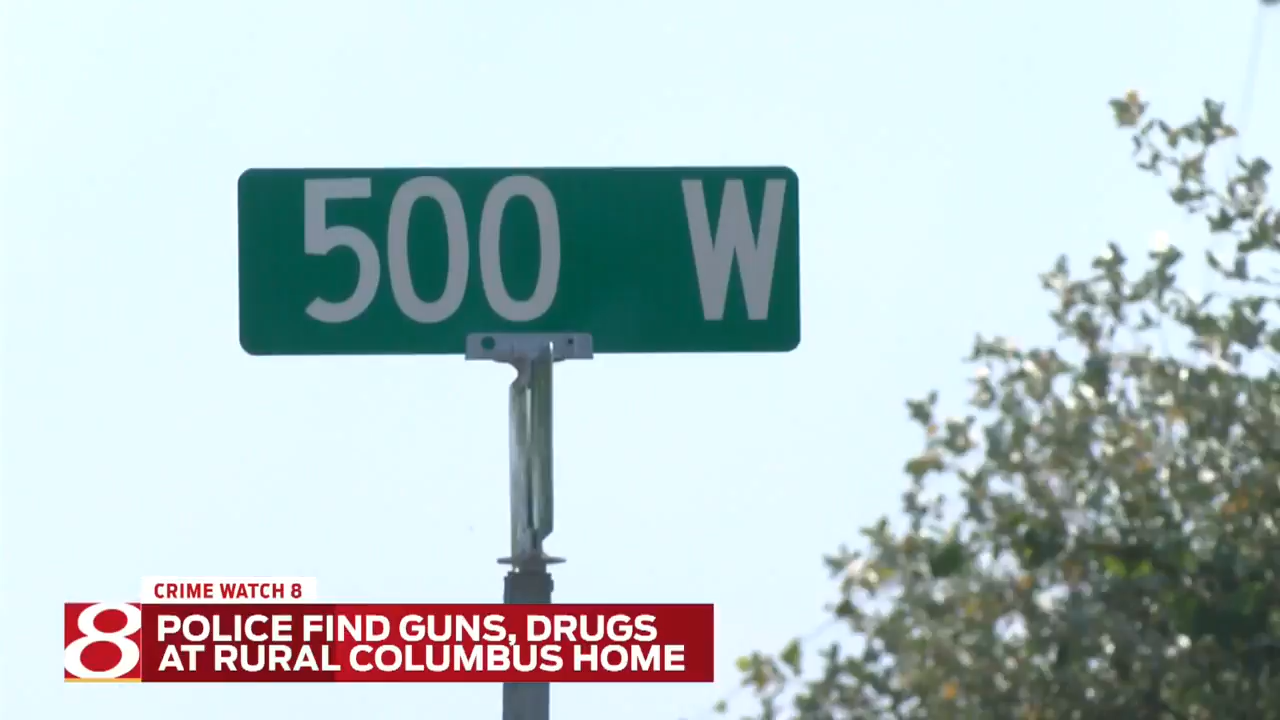 500 W
CRIME WATCH 8
8
POLICE FIND GUNS, DRUGS
AT RURAL COLUMBUS HOME